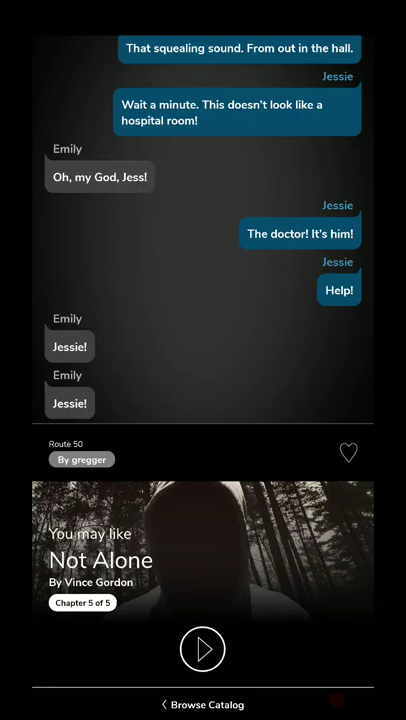 That squealing sound. From out in the hall.
Jessie
Wait a minute. This doesn't look like a
hospital room!
Emily
Oh, my God, Jess!
Jessie
The doctor! It's him!
Jessie
Help!
Emily
Jessie!
Emily
Jessie!
Route 50
By gregger
You may like
Not Alone
By Vince Gordon
Chapter 5 of 5
Browse Catalog